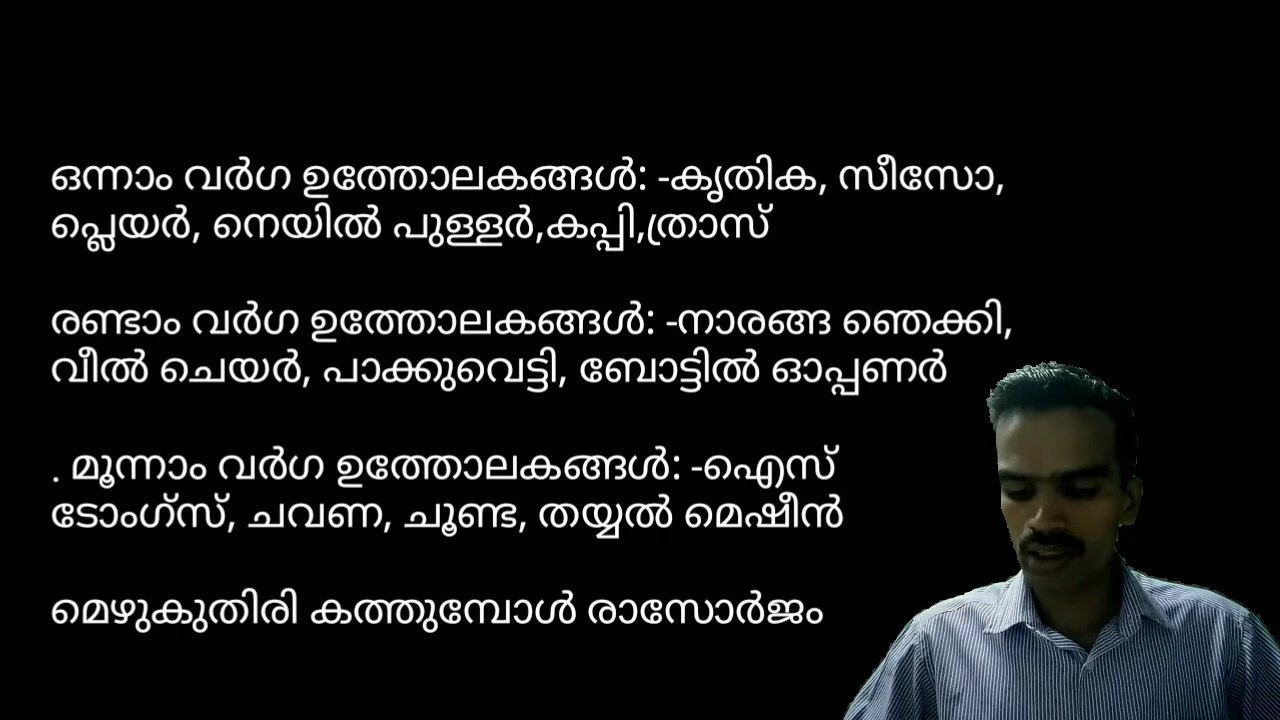 ഒന്നാം വർഗ ഉത്തോലകങ്ങൾ: -കൃതിക, സീസോ,
പ്ലെയർ, നെയിൽ പുള്ളർ,കപ്പി,ത്രാസ്
രണ്ടാം വർഗ ഉത്തോലകങ്ങൾ: -നാരങ്ങ ഞെക്കി,
വീൽ ചെയർ, പാക്കുവെട്ടി, ബോട്ടിൽ ഓപ്പണർ
. മൂന്നാം വർഗ ഉത്തോലകങ്ങൾ: -ഐസ്
ടോംഗ്സ്, ചവണ, ചൂണ്ട, തയ്യൽ മെഷീൻ
മെഴുകുതിരി കത്തുമ്പോൾ രാസോർജം